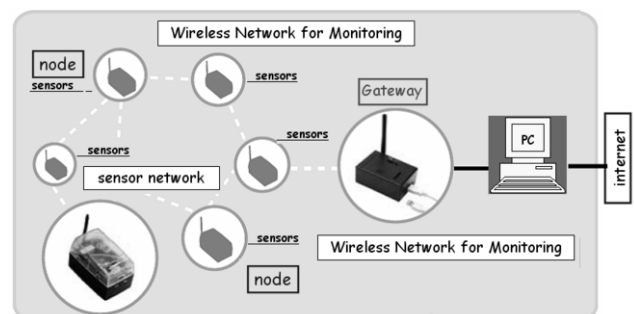 Wireless Network for Monitoring
node
sensors
sensors
Gateway
sensors
PC
sensors
sensor network
internet
sensors
Wireless Network for Monitoring
node